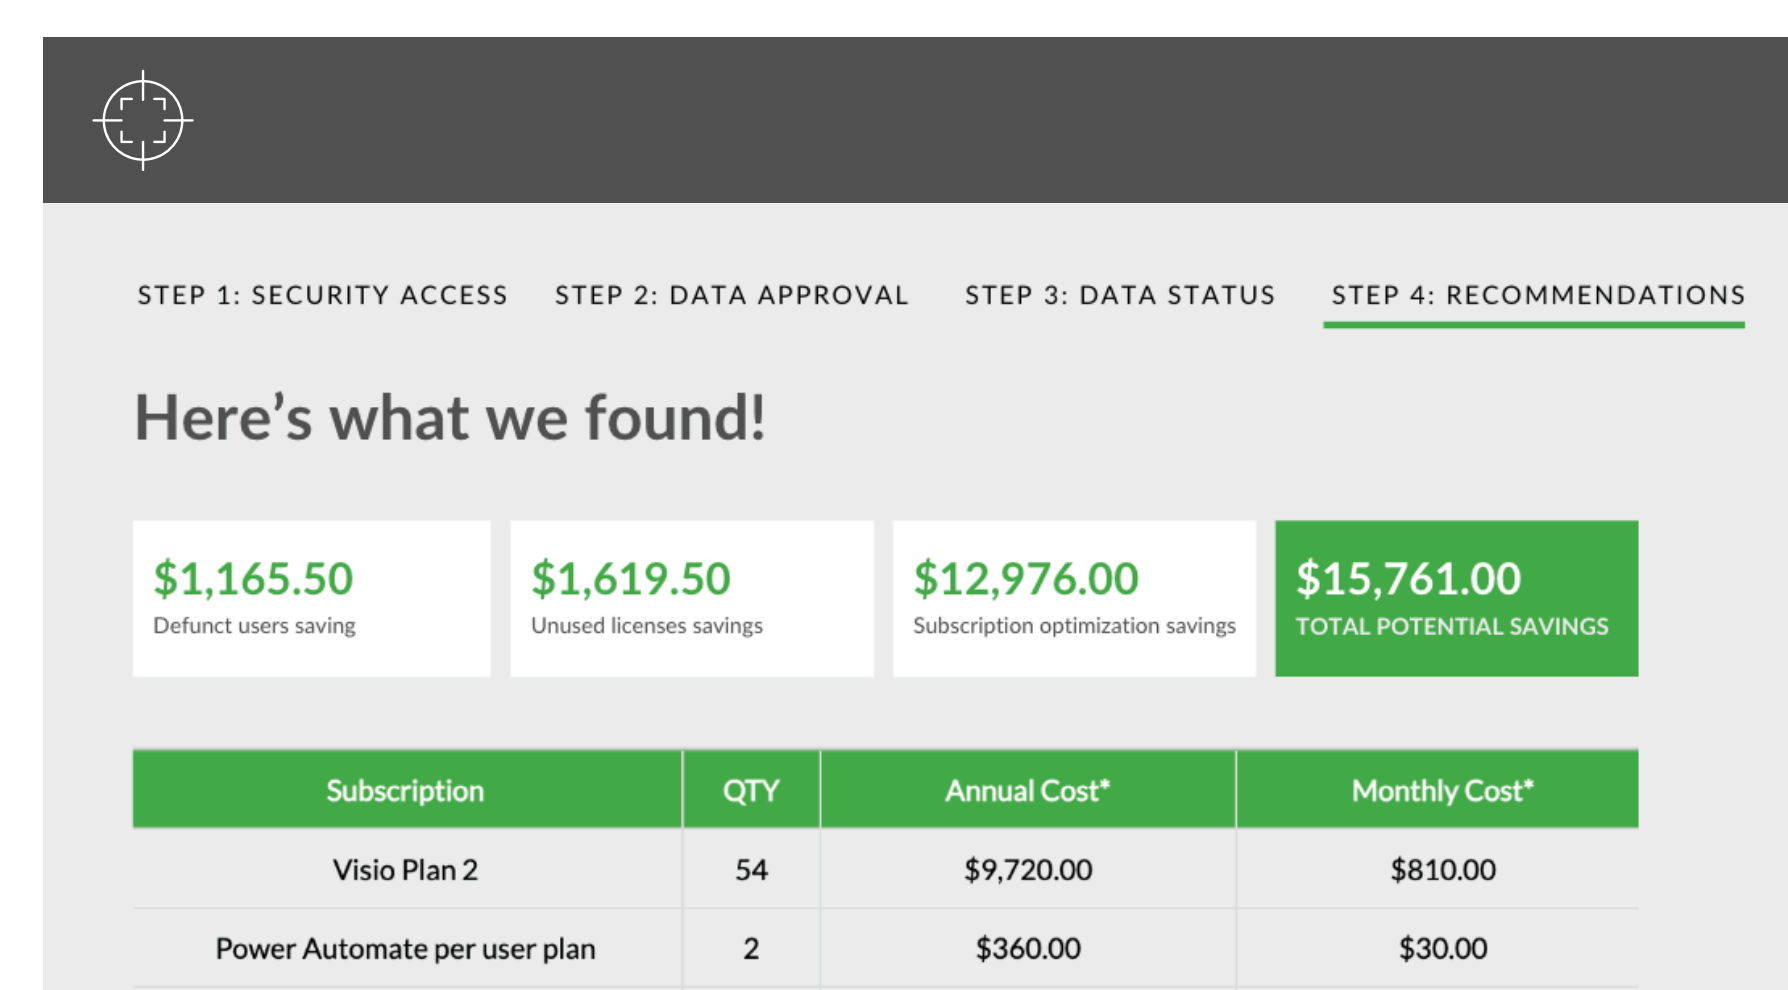 STEP 1: SECURITY ACCESS STEP 2: DATA APPROVAL STEP 3: DATA STATUS STEP 4: RECOMMENDATIONS
Here’s what we found!
$1,165.50 $1,619.50 $12,976.00 $15,761.00
Defunct users saving Unused licenses savings Subscription optimization savings TOTAL POTENTIAL SAVINGS
Subscription QTY Annual Cost* Monthly Cost*
Visio Plan 2 54 $9,720.00 $810.00
Power Automate per user plan 2 $360.00 $30.00